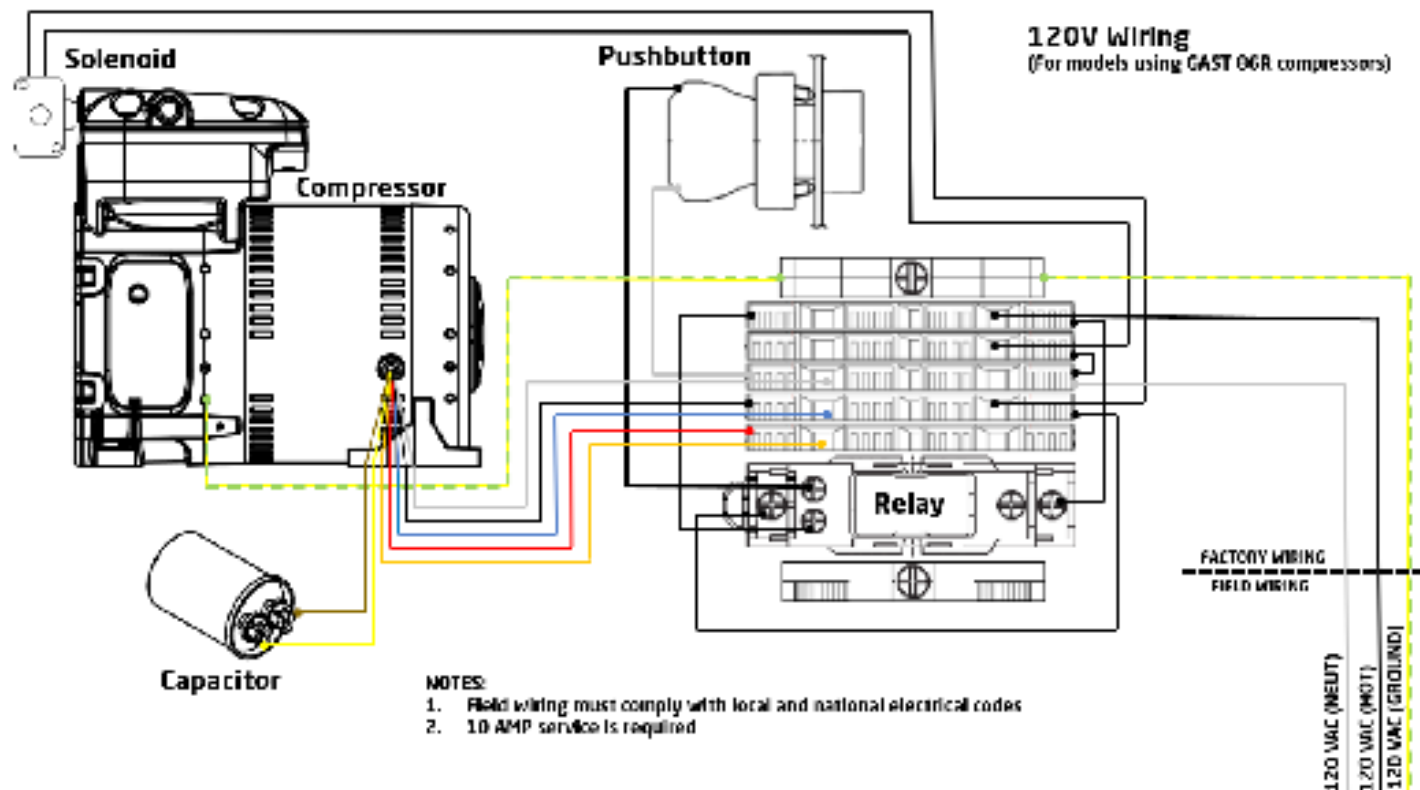 120V Wiring
(For models using GAST 86R compressors)
Solenoid
Pushbutton
Compressor
Relay
FACTORY WIRING
FIELD WIRING
Capacitor
NOTES:
1. Field wiring must comply with local and national electrical codes
2. 10 AMP service is required
120 VAC (NEUT)
120 VAC (HOT)
120 VAC (GROUND)